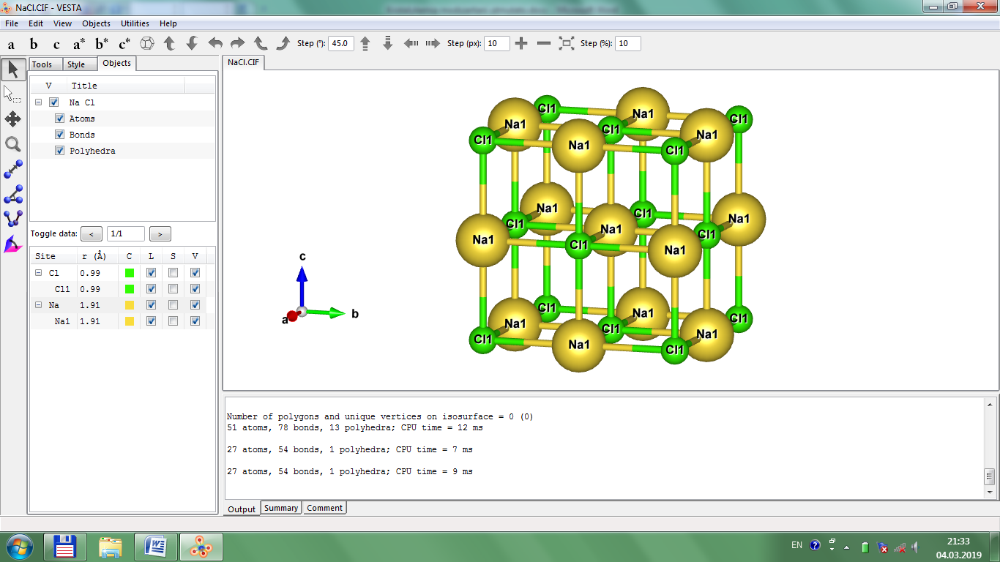 NaCl.CIF - VESTA
File Edit View Objects Utilities Help
a b c a* b* c* Step (°): 45.0 Step (px): 10 Step (%): 10
Tools Style Objects
NaCl.CIF
V Title
Na Cl
Atoms
Bonds
Polyhedra
Toggle data: < 1/1 >
Site r (Å) C L S V
Cl 0.99
Cl1 0.99
Na 1.91
Na1 1.91
c
a b
Cl1 Na1 Cl1
Na1 Cl1 Na1
Cl1 Na1 Cl1
Na1 Cl1 Na1
Cl1 Na1 Cl1
Na1 Cl1 Na1
Cl1 Na1 Cl1
Na1 Cl1 Na1
Cl1 Na1 Cl1
Number of polygons and unique vertices on isosurface = 0 (0)
51 atoms, 78 bonds, 13 polyhedra; CPU time = 12 ms
27 atoms, 54 bonds, 1 polyhedra; CPU time = 7 ms
27 atoms, 54 bonds, 1 polyhedra; CPU time = 9 ms
Output Summary Comment
EN 21:33
04.03.2019